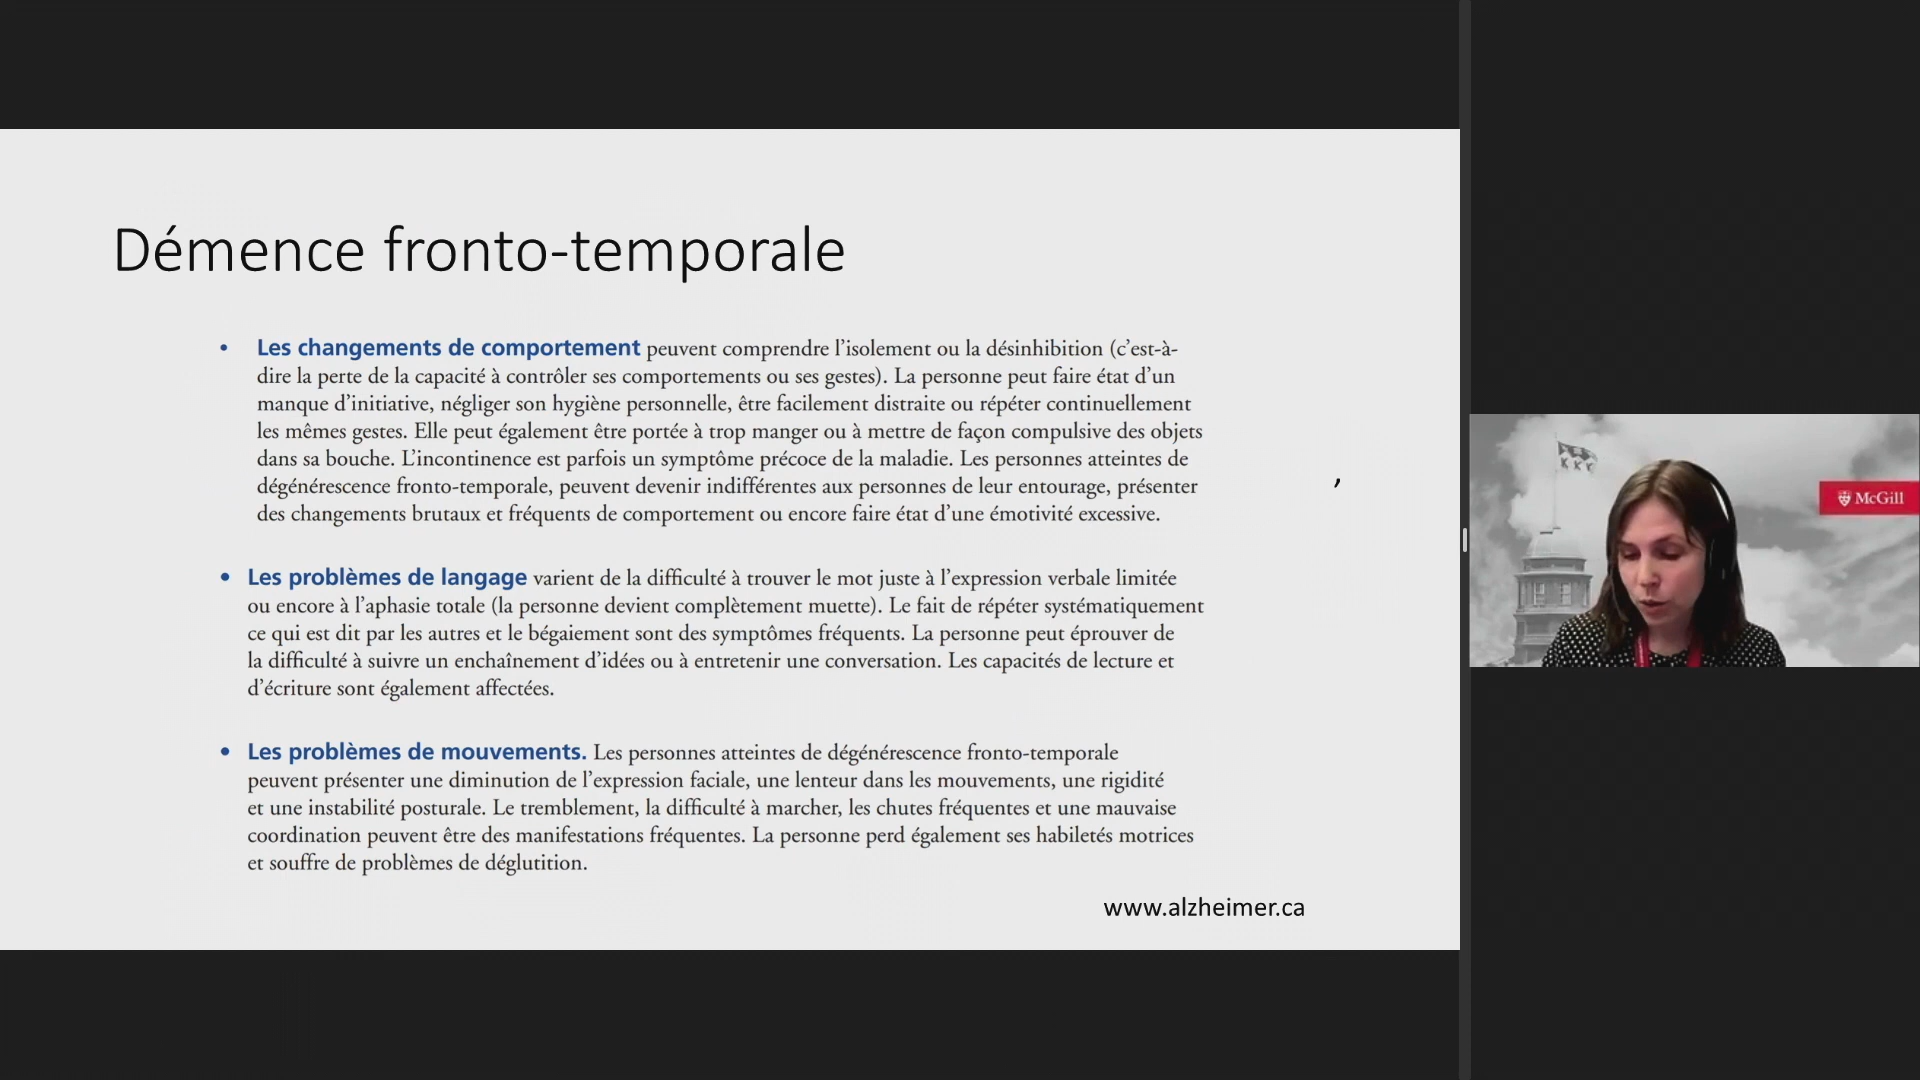 Démence fronto-temporale
• Les changements de comportement peuvent comprendre l’isolement ou la désinhibition (c’est-à-
dire la perte de la capacité à contrôler ses comportements ou ses gestes). La personne peut faire état d’un
manque d’initiative, négliger son hygiène personnelle, être facilement distraite ou répéter continuellement
les mêmes gestes. Elle peut également être portée à trop manger ou à mettre de façon compulsive des objets
dans sa bouche. L’incontinence est parfois un symptôme précoce de la maladie. Les personnes atteintes de
dégénérescence fronto-temporale, peuvent devenir indifférentes aux personnes de leur entourage, présenter
des changements brutaux et fréquents de comportement ou encore faire état d’une émotivité excessive.
,
• Les problèmes de langage varient de la difficulté à trouver le mot juste à l’expression verbale limitée
ou encore à l’aphasie totale (la personne devient complètement muette). Le fait de répéter systématiquement
ce qui est dit par les autres et le bégaiement sont des symptômes fréquents. La personne peut éprouver de
la difficulté à suivre un enchaînement d’idées ou à entretenir une conversation. Les capacités de lecture et
d’écriture sont également affectées.
• Les problèmes de mouvements. Les personnes atteintes de dégénérescence fronto-temporale
peuvent présenter une diminution de l’expression faciale, une lenteur dans les mouvements, une rigidité
et une instabilité posturale. Le tremblement, la difficulté à marcher, les chutes fréquentes et une mauvaise
coordination peuvent être des manifestations fréquentes. La personne perd également ses habiletés motrices
et souffre de problèmes de déglutition.
www.alzheimer.ca
McGill